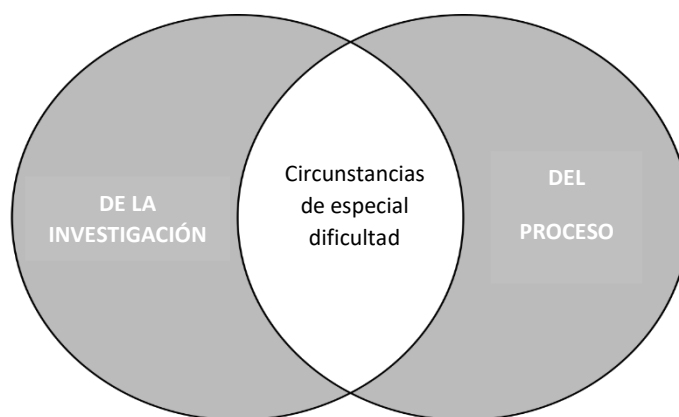 DE LA
INVESTIGACIÓN
Circunstancias
de especial
dificultad
DEL
PROCESO